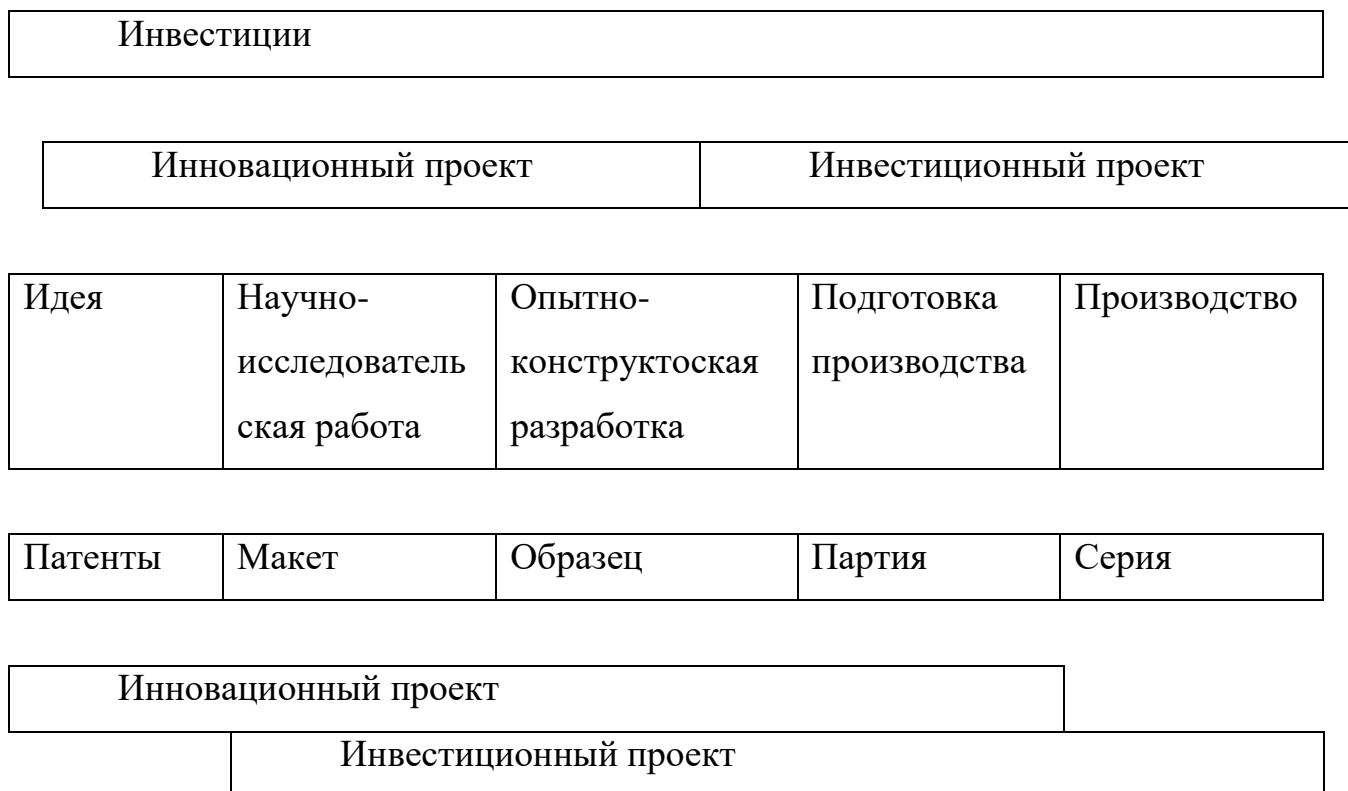 Инвестиции
Инновационный проект Инвестиционный проект
Идея Научно- Опытно- Подготовка Производство
исследователь конструктоская производства
ская работа разработка
Патенты Макет Образец Партия Серия
Инновационный проект
Инвестиционный проект